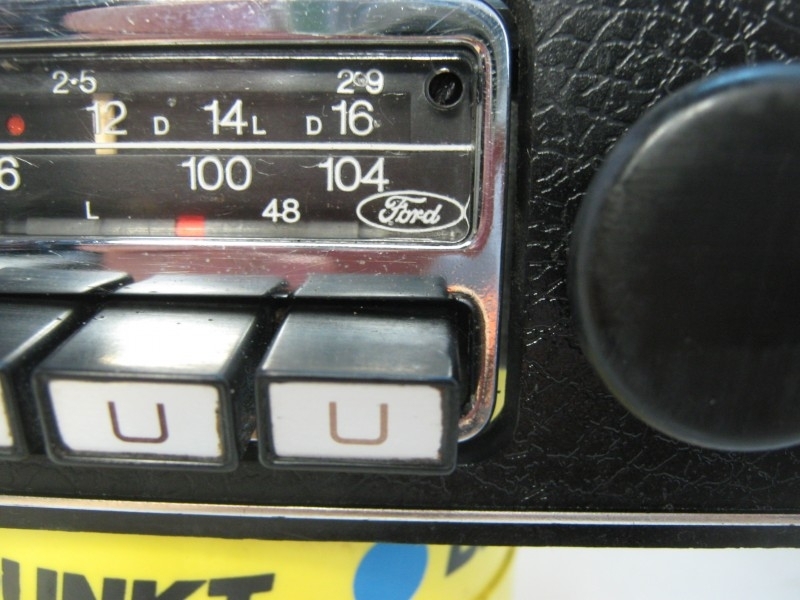 2·5 2·9
12 D 14 L D 16
6 100 104
L 48 Ford
U U
UNKT